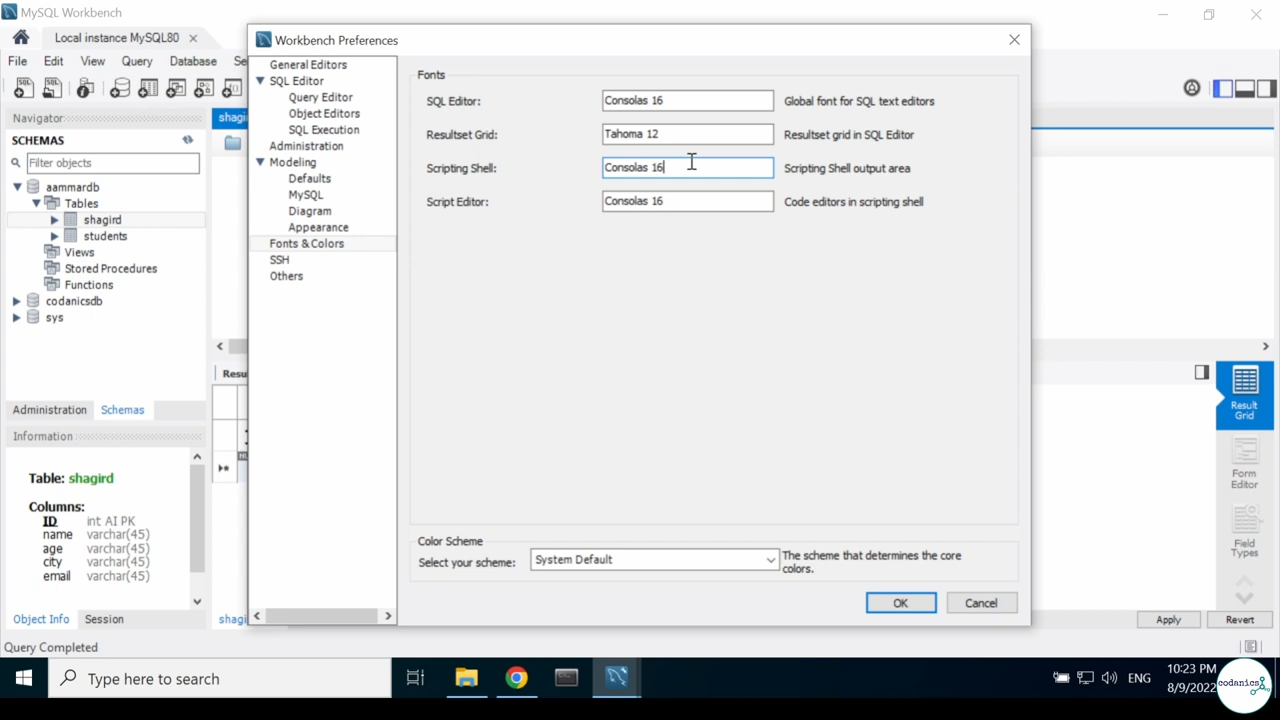 MySQL Workbench
Local instance MySQL80
File Edit View Query Database Se
Navigator
SCHEMAS
Filter objects
aammardb
Tables
shagird
students
Views
Stored Procedures
Functions
codanicsdb
sys
Administration Schemas
Information
Table: shagird
Columns:
ID int AI PK
name varchar(45)
age varchar(45)
city varchar(45)
email varchar(45)
Object Info Session
Query Completed
shagi
Resu
shagi
Workbench Preferences
General Editors
SQL Editor
Query Editor
Object Editors
SQL Execution
Administration
Modeling
Defaults
MySQL
Diagram
Appearance
Fonts & Colors
SSH
Others
Fonts
SQL Editor: Consolas 16 Global font for SQL text editors
Resultset Grid: Tahoma 12 Resultset grid in SQL Editor
Scripting Shell: Consolas 16 Scripting Shell output area
Script Editor: Consolas 16 Code editors in scripting shell
Color Scheme
Select your scheme: System Default The scheme that determines the core
colors.
OK Cancel
Result
Grid
Form
Editor
Field
Types
Apply Revert
Type here to search
ENG
10:23 PM
8/9/2022
codanics